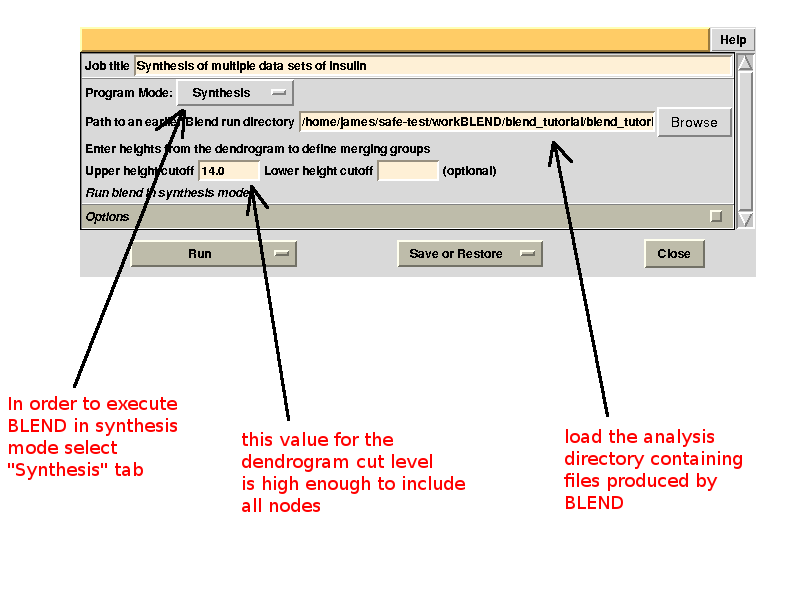 Help
Job title Synthesis of multiple data sets of insulin
Program Mode: Synthesis
Path to an earlier Blend run directory /home/james/safe-test/workBLEND/blend_tutorial/blend_tutori Browse
Enter heights from the dendrogram to define merging groups
Upper height cutoff 14.0 Lower height cutoff (optional)
Run blend in synthesis mode
Options
Run Save or Restore Close
In order to execute
BLEND in synthesis
mode select
"Synthesis" tab
this value for the
dendrogram cut level
is high enough to include
all nodes
load the analysis
directory containing
files produced by
BLEND